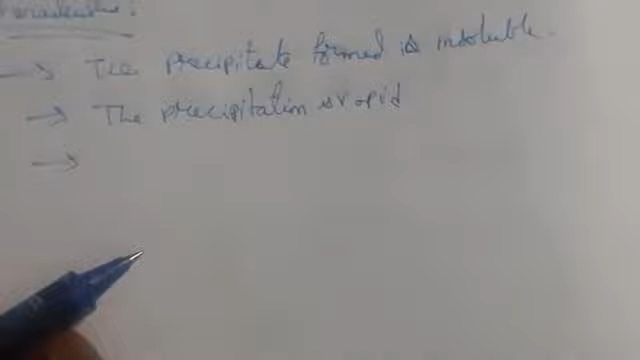 → The precipitate formed is insoluble.
→ The precipitation is rapid
→